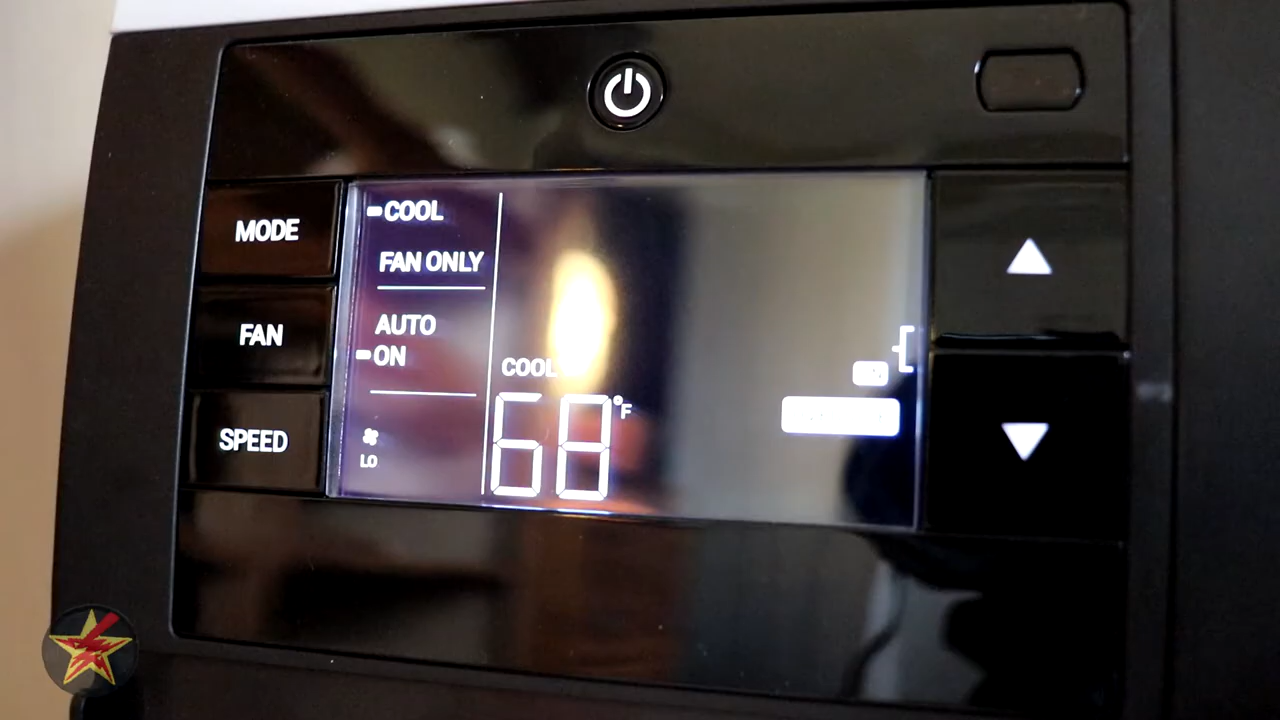 MODE
FAN
SPEED
COOL
FAN ONLY
AUTO
ON
LO
COOL
68°F